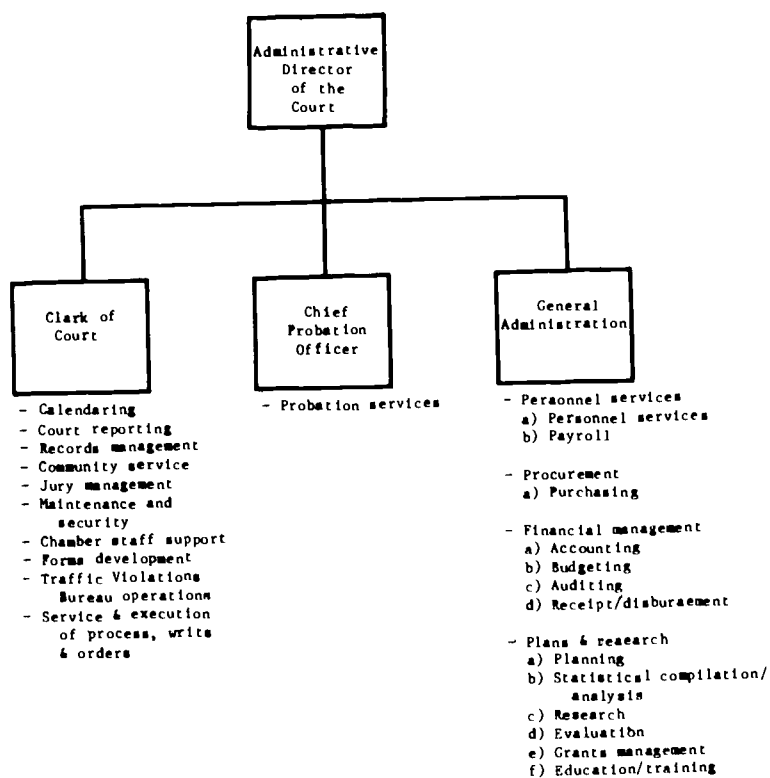 Administrative
Director
of the
Court
Clark of
Court
Chief
Probation
Officer
General
Administration
- Calendaring
- Court reporting
- Records management
- Community service
- Jury management
- Maintenance and
security
- Chamber staff support
- Forms development
- Traffic Violations
Bureau operations
- Service & execution
of process, writs
& orders
- Probation services
- Personnel services
a) Personnel services
b) Payroll
- Procurement
a) Purchasing
- Financial management
a) Accounting
b) Budgeting
c) Auditing
d) Receipt/disbursement
- Plans & research
a) Planning
b) Statistical compilation/
analysis
c) Research
d) Evaluation
e) Grants management
f) Education/training